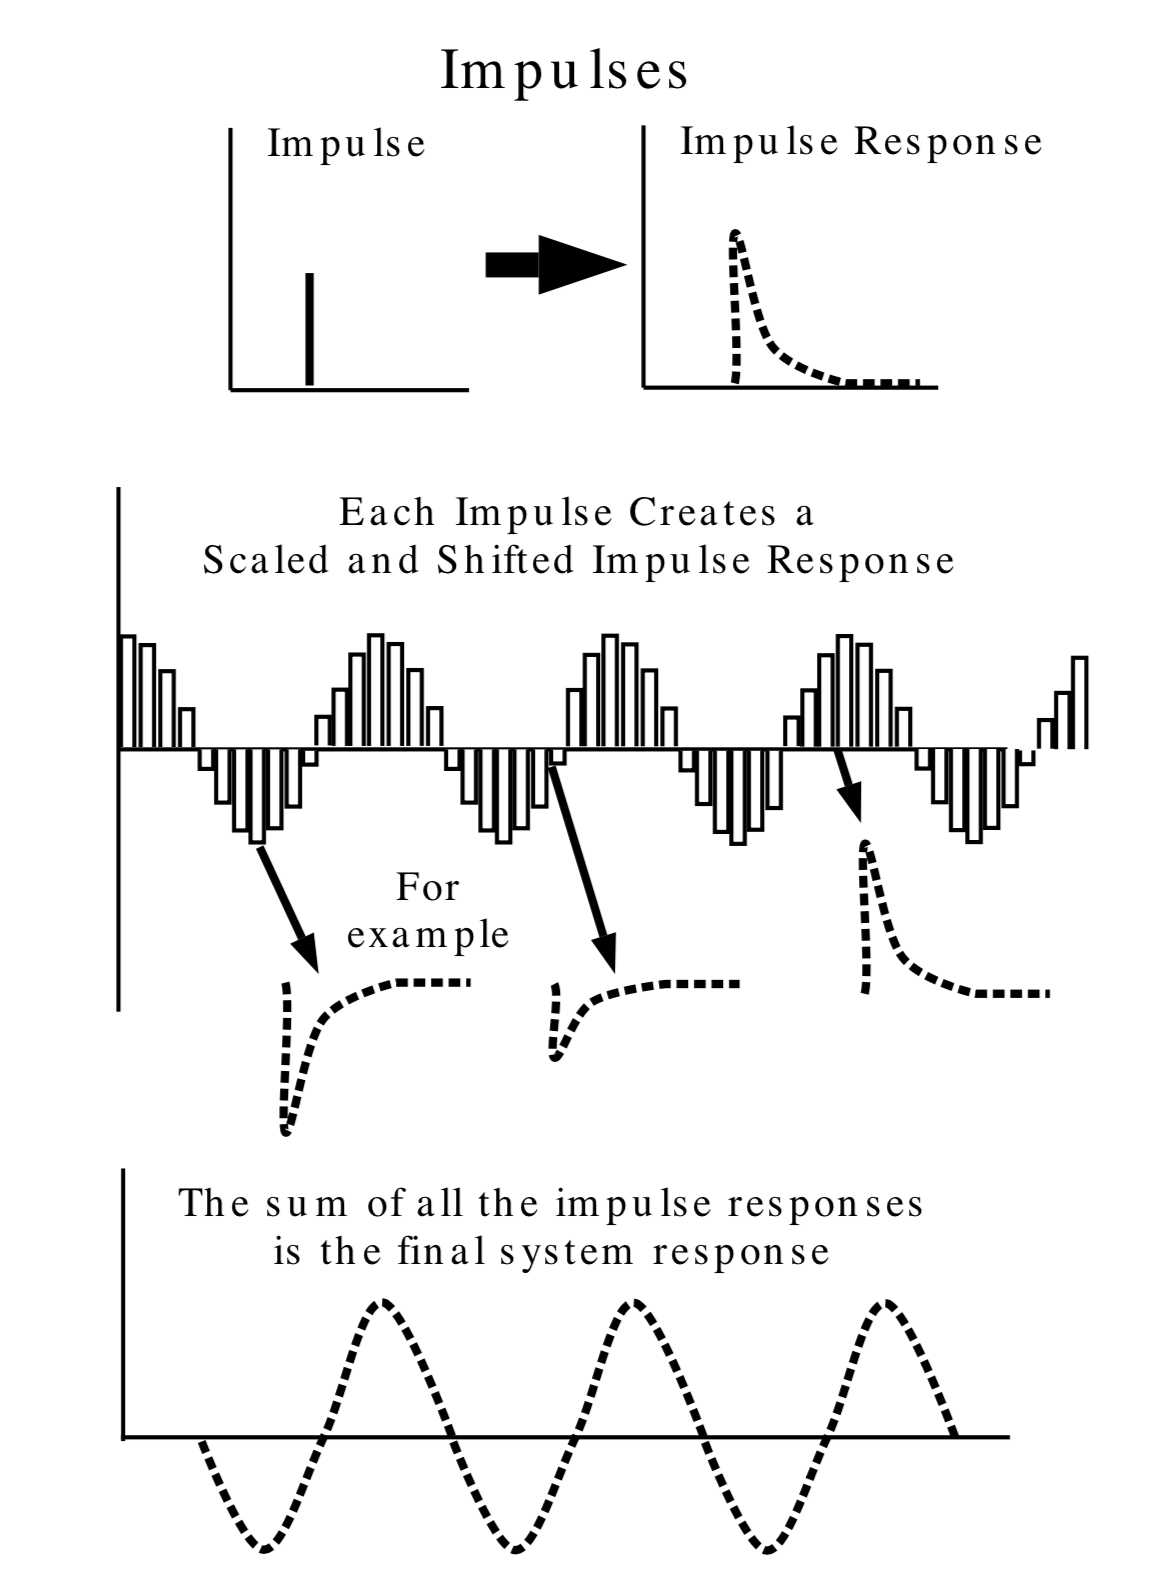 Impulses
Impulse
Impulse Response
Each Impulse Creates a
Scaled and Shifted Impulse Response
For
example
The sum of all the impulse responses
is the final system response